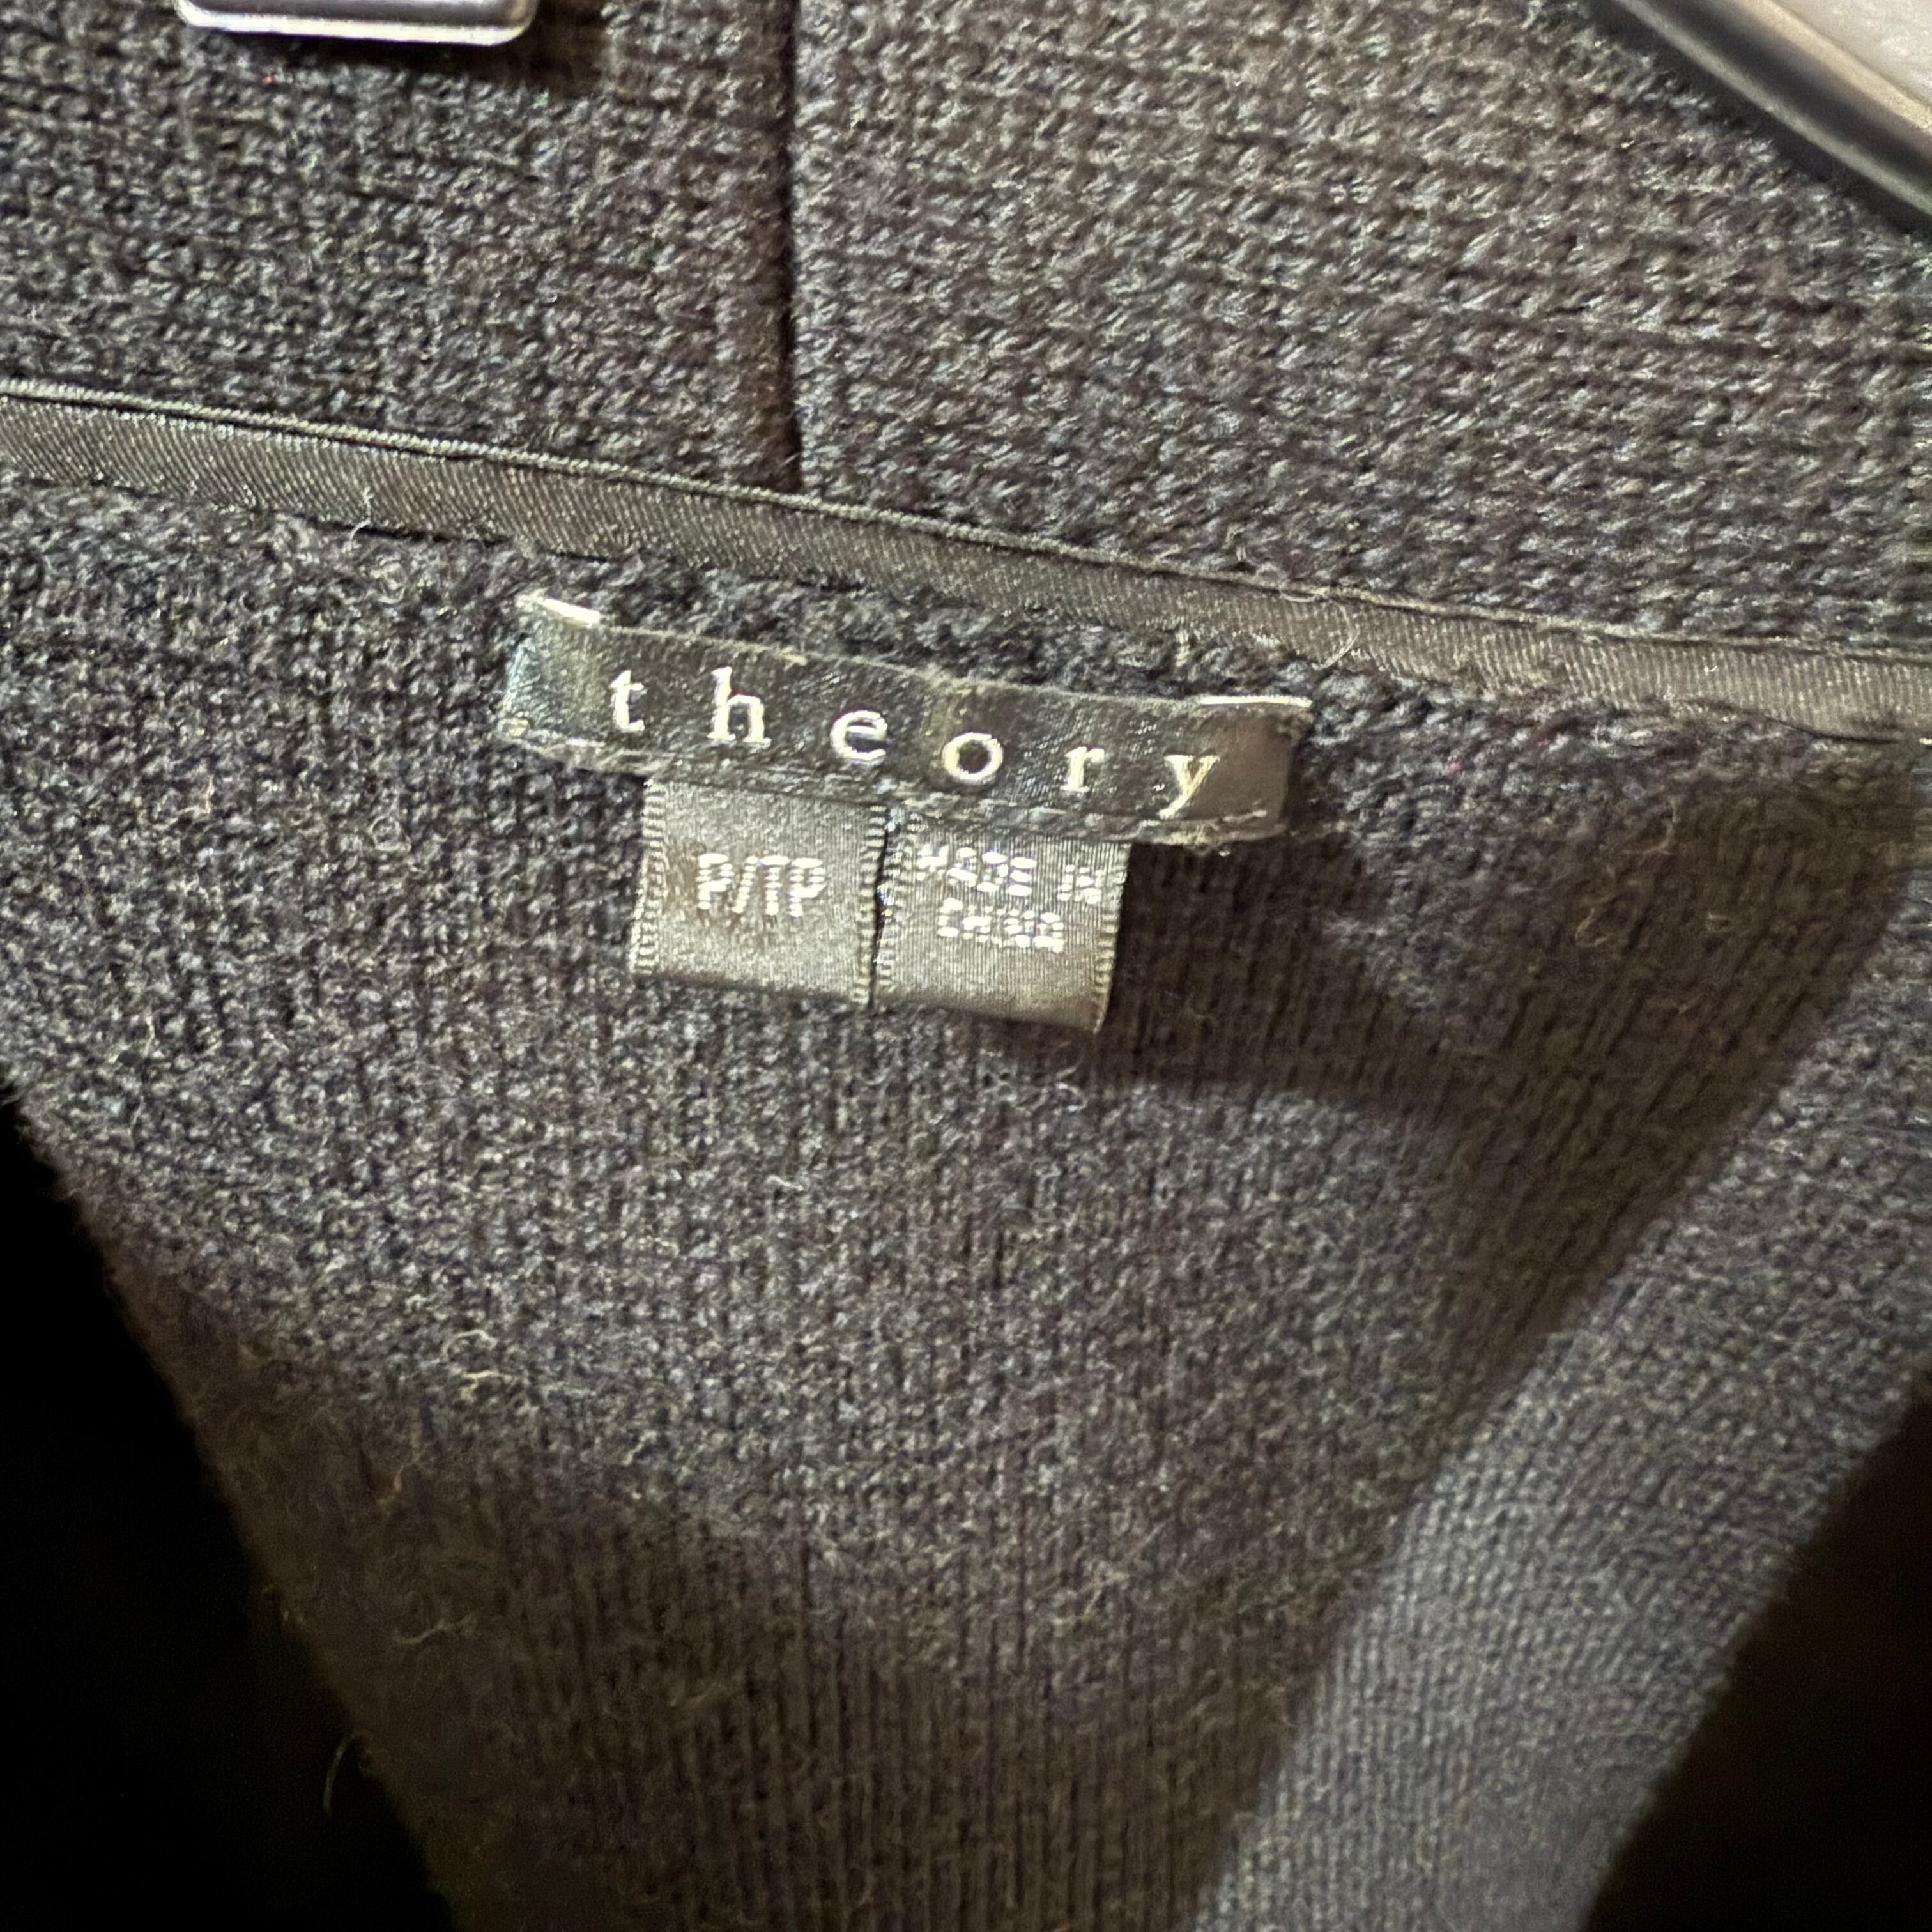 theory
P/TP
MADE IN
CHINA